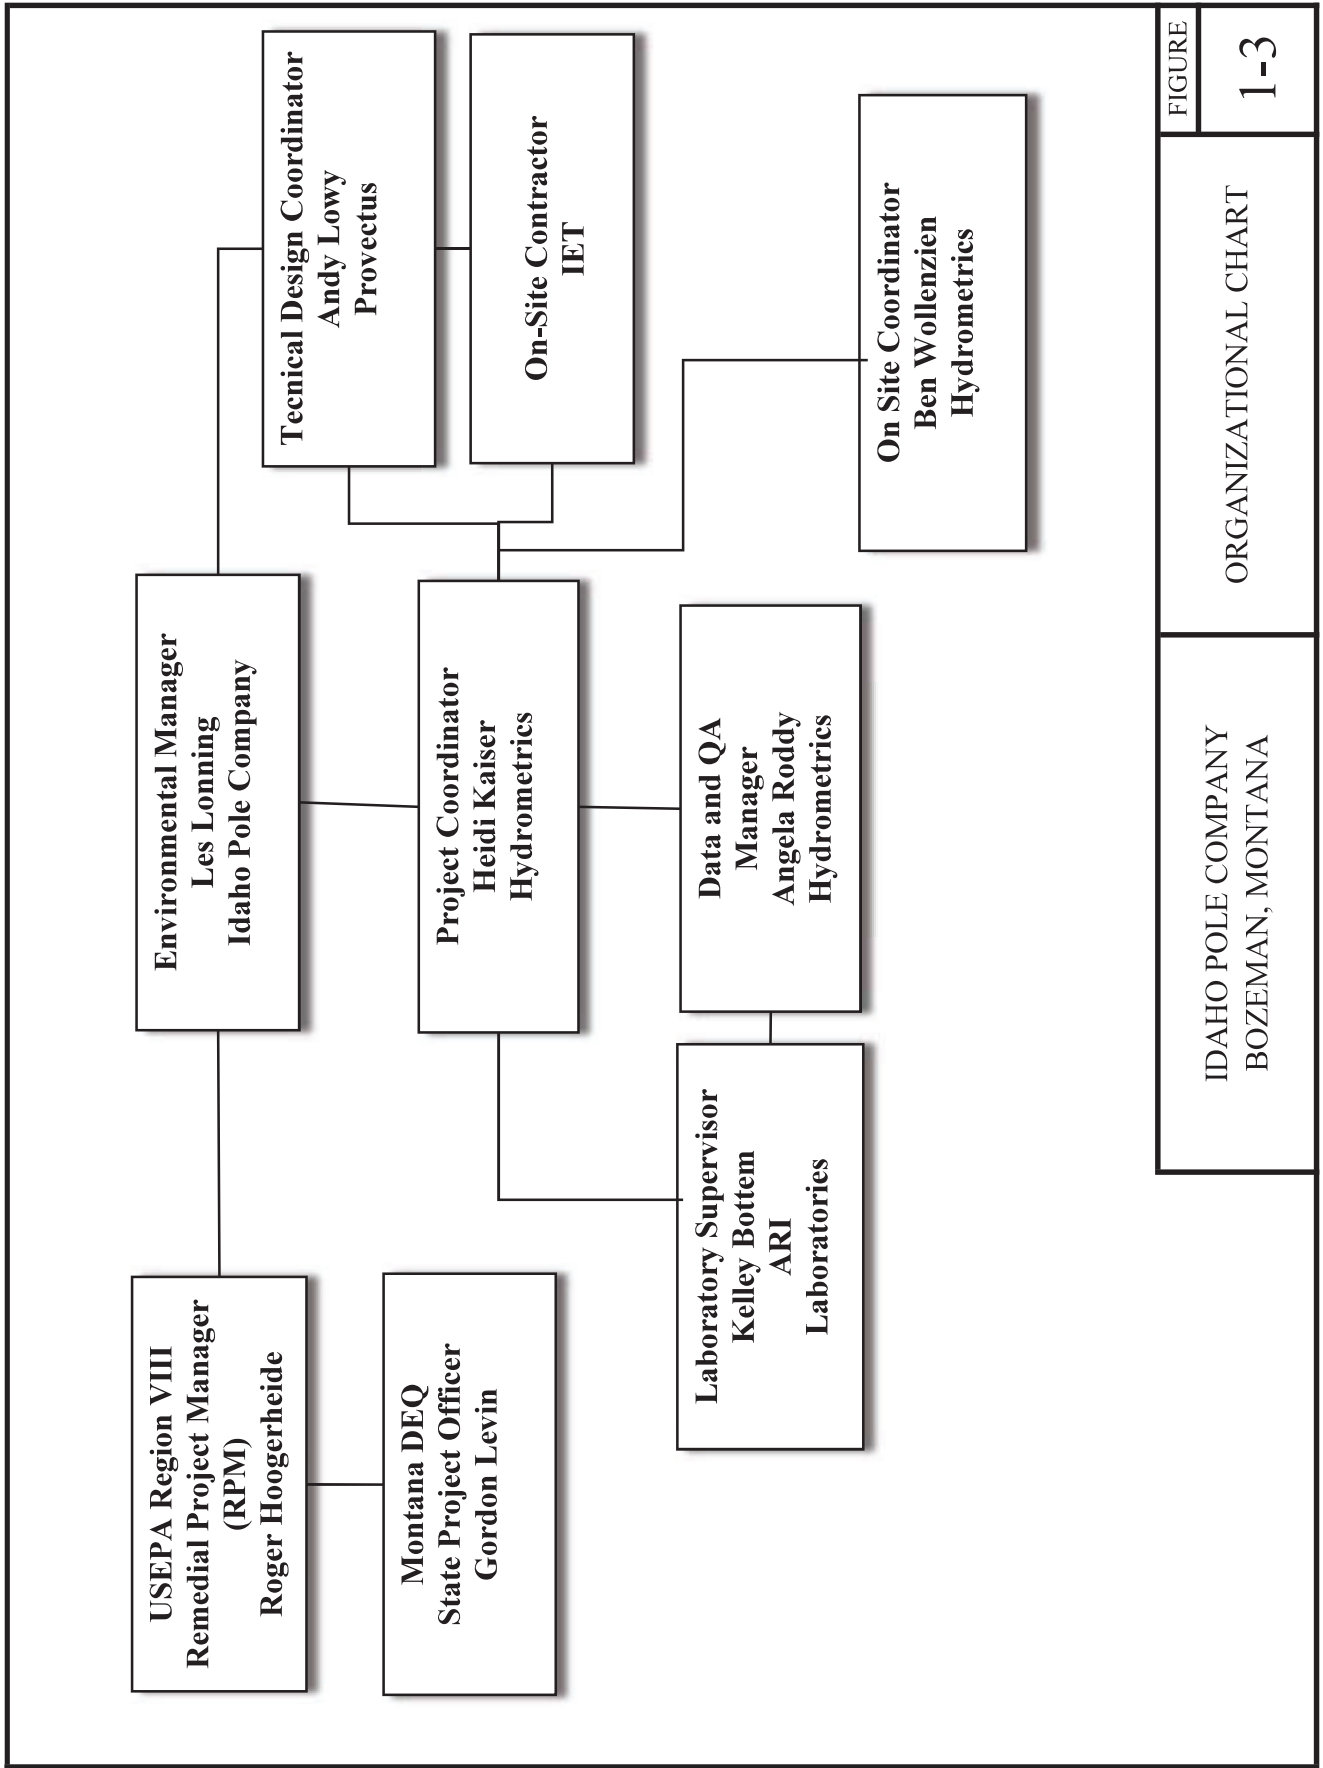 USEPA Region VIII
Remedial Project Manager
(RPM)
Roger Hoogerheide
Environmental Manager
Les Lonning
Idaho Pole Company
Tecnical Design Coordinator
Andy Lowy
Provectus
Montana DEQ
State Project Officer
Gordon Levin
Project Coordinator
Heidi Kaiser
Hydrometrics
On-Site Contractor
IET
Laboratory Supervisor
Kelley Bottem
ARI
Laboratories
Data and QA
Manager
Angela Roddy
Hydrometrics
On Site Coordinator
Ben Wollenzien
Hydrometrics
IDAHO POLE COMPANY
BOZEMAN, MONTANA
ORGANIZATIONAL CHART
FIGURE
1-3